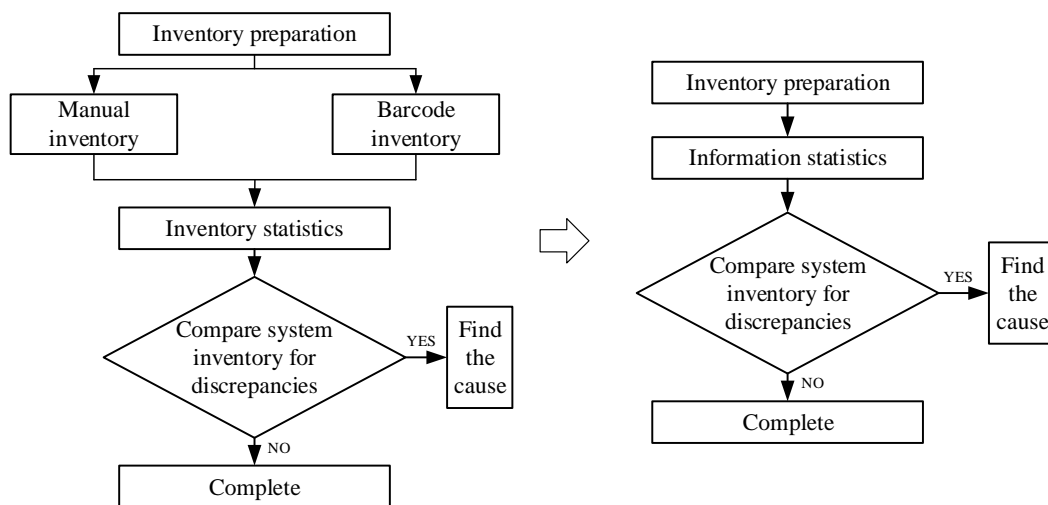 Inventory preparation
Manual
inventory
Barcode
inventory
Inventory statistics
Compare system
inventory for
discrepancies
YES
Find
the
cause
NO
Complete
Inventory preparation
Information statistics
Compare system
inventory for
discrepancies
YES
Find
the
cause
NO
Complete